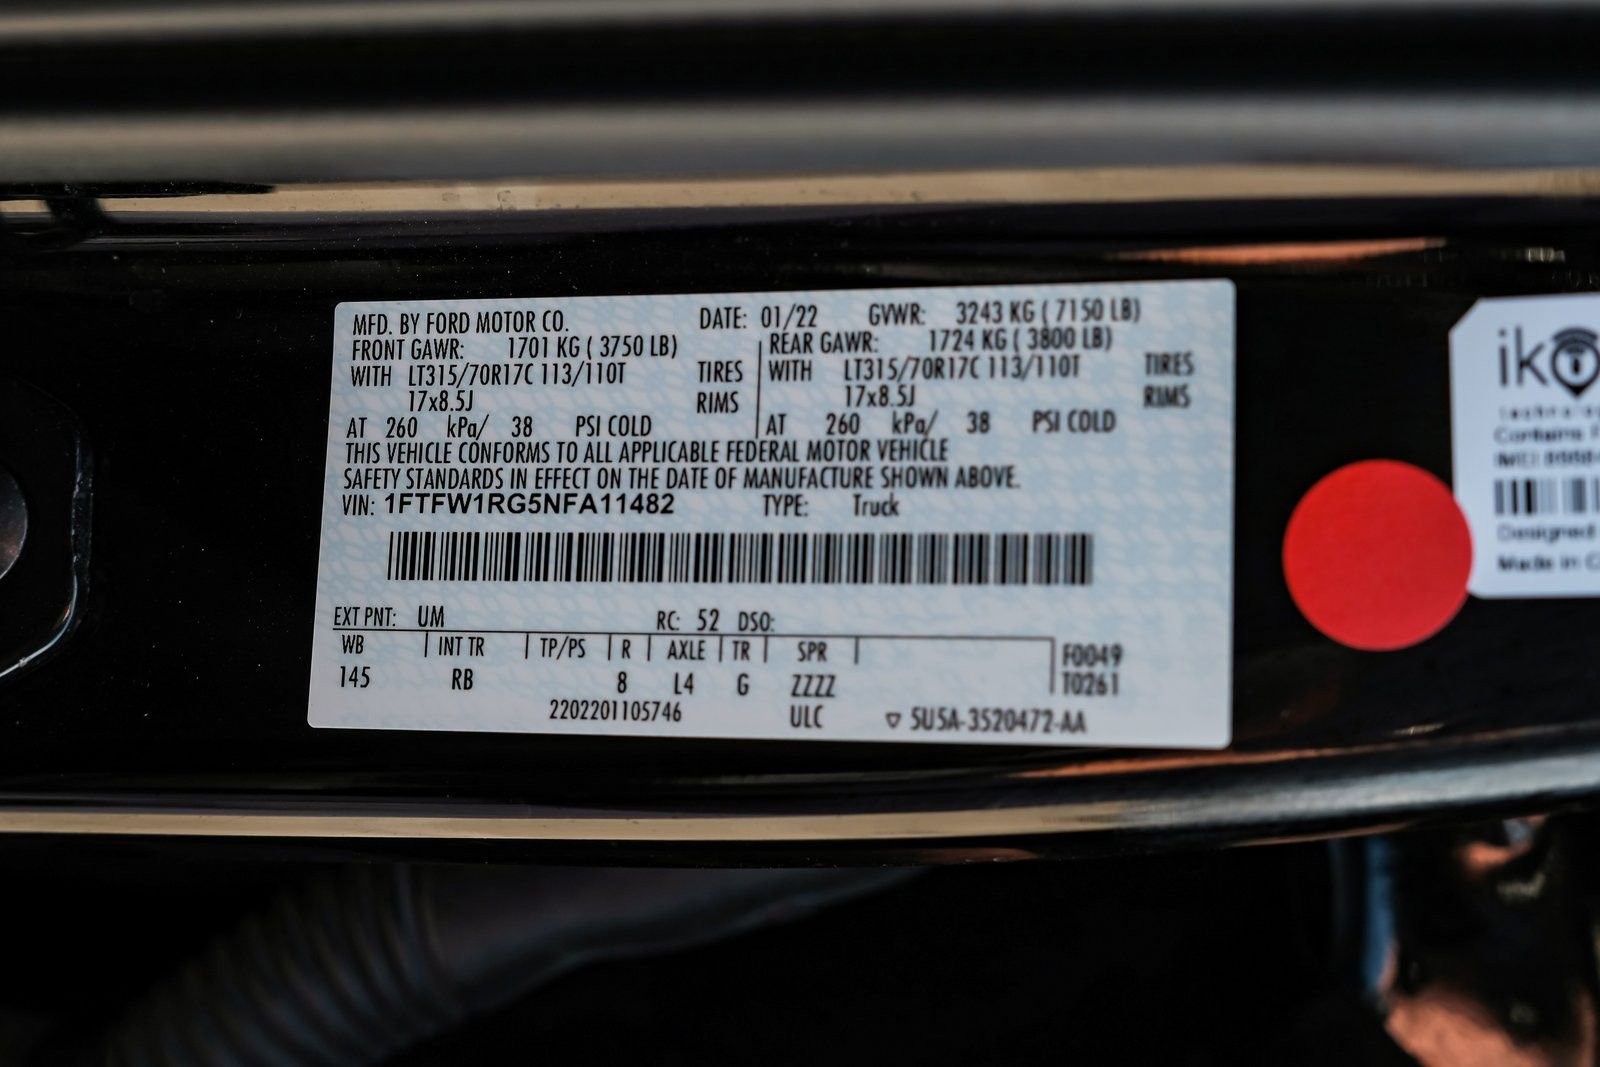 MFD. BY FORD MOTOR CO. DATE: 01/22 GVWR: 3243 KG ( 7150 LB)
FRONT GAWR: 1701 KG ( 3750 LB) REAR GAWR: 1724 KG ( 3800 LB)
WITH LT315/70R17C 113/110T TIRES WITH LT315/70R17C 113/110T TIRES
17x8.5J RIMS 17x8.5J RIMS
AT 260 kPa/ 38 PSI COLD AT 260 kPa/ 38 PSI COLD
THIS VEHICLE CONFORMS TO ALL APPLICABLE FEDERAL MOTOR VEHICLE
SAFETY STANDARDS IN EFFECT ON THE DATE OF MANUFACTURE SHOWN ABOVE.
VIN: 1FTFW1RG5NFA11482 TYPE: Truck
EXT PNT: UM RC: 52 DSO:
WB INT TR TP/PS R AXLE TR SPR F0049
145 RB 8 L4 G ZZZZ T0261
2202201105746 ULC ▽ 5U5A-3520472-AA
Contains
Designed
Made in